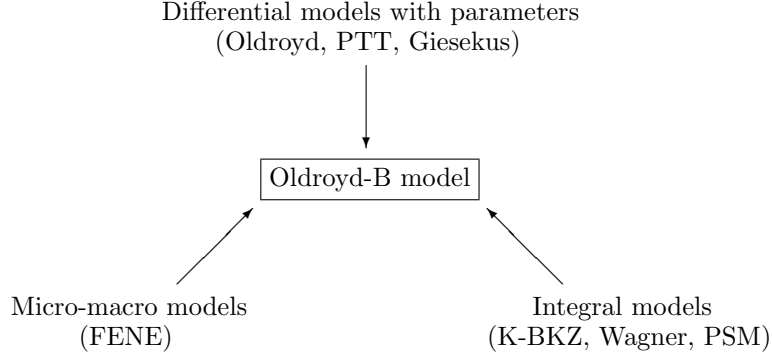 Differential models with parameters
(Oldroyd, PTT, Giesekus)
Oldroyd-B model
Micro-macro models
(FENE)
Integral models
(K-BKZ, Wagner, PSM)